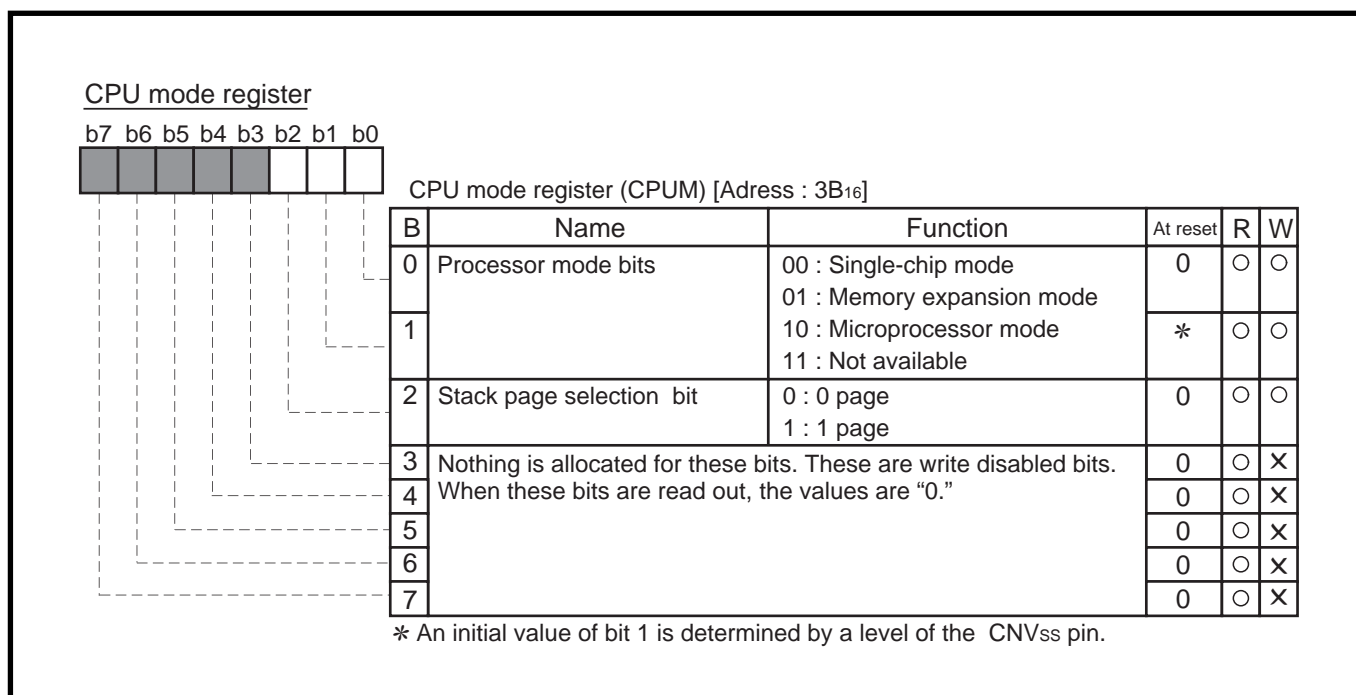 CPU mode register
b7 b6 b5 b4 b3 b2 b1 b0
CPU mode register (CPUM) [Adress : 3B16]
B Name Function At reset R W
0 Processor mode bits 00 : Single-chip mode 0 ○ ○
01 : Memory expansion mode
1 10 : Microprocessor mode * ○ ○
11 : Not available
2 Stack page selection bit 0 : 0 page 0 ○ ○
1 : 1 page
3 Nothing is allocated for these bits. These are write disabled bits. 0 ○ ×
4 When these bits are read out, the values are “0.” 0 ○ ×
5 0 ○ ×
6 0 ○ ×
7 0 ○ ×
* An initial value of bit 1 is determined by a level of the CNVss pin.